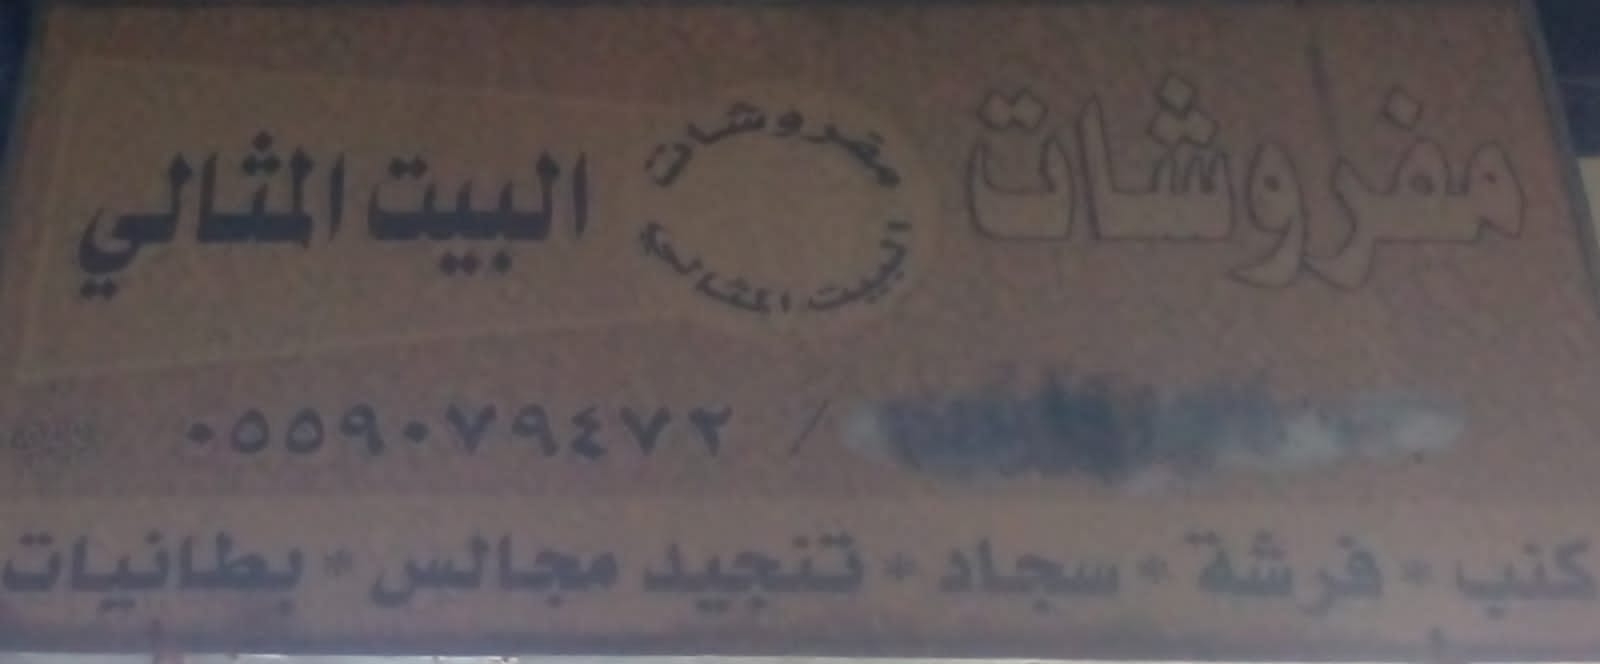 مفروشات
مفروشات
البيت المثالي
البيت المثالي
/ ٠٥٥٩٠٧٩٤٧٢
كنب * فرشة * سجاد * تنجيد مجالس * بطانيات